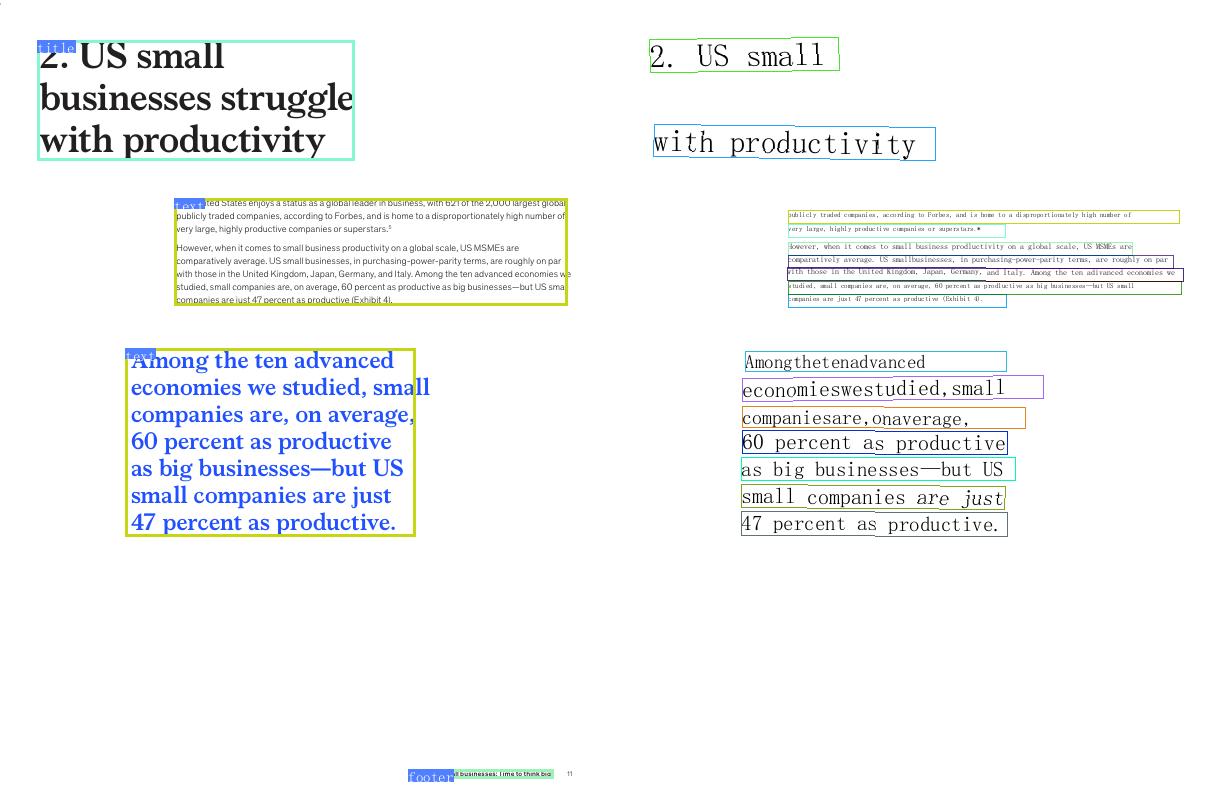 title
2. US small
businesses struggle
with productivity
text
ted States enjoys a status as a global leader in business, with 621 of the 2,000 largest global
publicly traded companies, according to Forbes, and is home to a disproportionately high number of
very large, highly productive companies or superstars.⁵
However, when it comes to small business productivity on a global scale, US MSMEs are
comparatively average. US small businesses, in purchasing-power-parity terms, are roughly on par
with those in the United Kingdom, Japan, Germany, and Italy. Among the ten advanced economies we
studied, small companies are, on average, 60 percent as productive as big businesses—but US sma
companies are just 47 percent as productive (Exhibit 4).
text
Among the ten advanced
economies we studied, small
companies are, on average,
60 percent as productive
as big businesses—but US
small companies are just
47 percent as productive.
footer
ll businesses: Time to think big 11
2. US small
with productivity
publicly traded companies, according to Forbes, and is home to a disproportionately high number of
very large, highly productive companies or superstars.*
However, when it comes to small business prodliuctivity on a global scale, US MSMEs are
comparatively average. US smallbusinesses, in purchasing-power-parity terms, are roughly on par
with those in the United Kingdom, Japan, Germany, and Italy. Among the ten adivanced economies we
studied, small companies are, on average, 60 percent as prodluctive as big businesses—but US small
companies are just 47 percent as productive (Exhibit 4).
Amongthetenadvanced
economieswestudied,small
companiesare,onaverage,
60 percent as productive
as big businesses—but US
small companies are just
47 percent as productive.